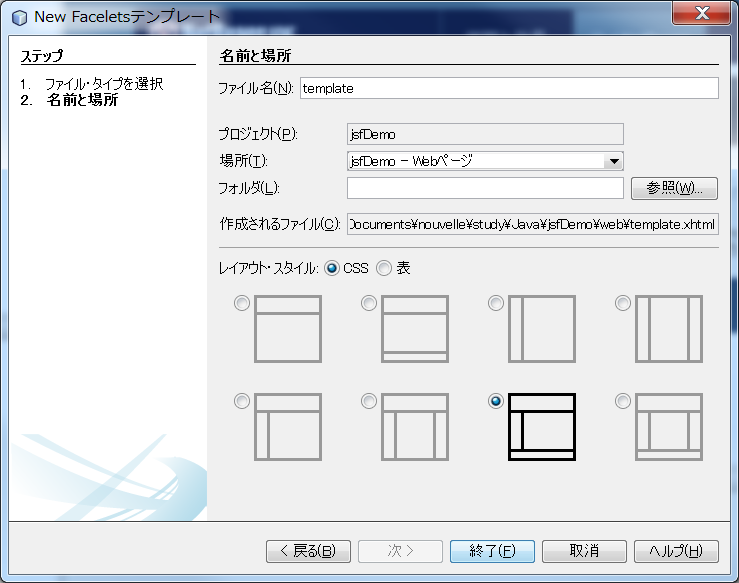 New Faceletsテンプレート
ステップ
1. ファイル・タイプを選択
2. 名前と場所
名前と場所
ファイル名(N): template
プロジェクト(P): jsfDemo
場所(T): jsfDemo - Webページ
フォルダ(L): 参照(W)...
作成されるファイル(C): Documents¥nouvelle¥study¥Java¥jsfDemo¥web¥template.xhtml
レイアウト・スタイル: CSS 表
< 戻る(B) 次 > 終了(F) 取消 ヘルプ(H)